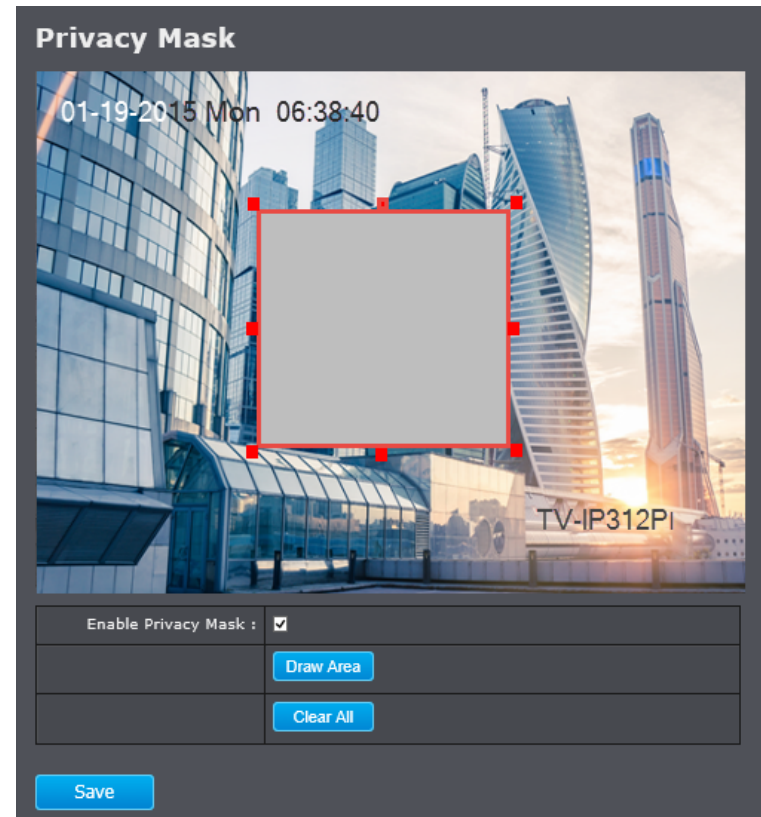 Privacy Mask
01-19-2015 Mon 06:38:40
TV-IP312PI
Enable Privacy Mask :
Draw Area
Clear All
Save